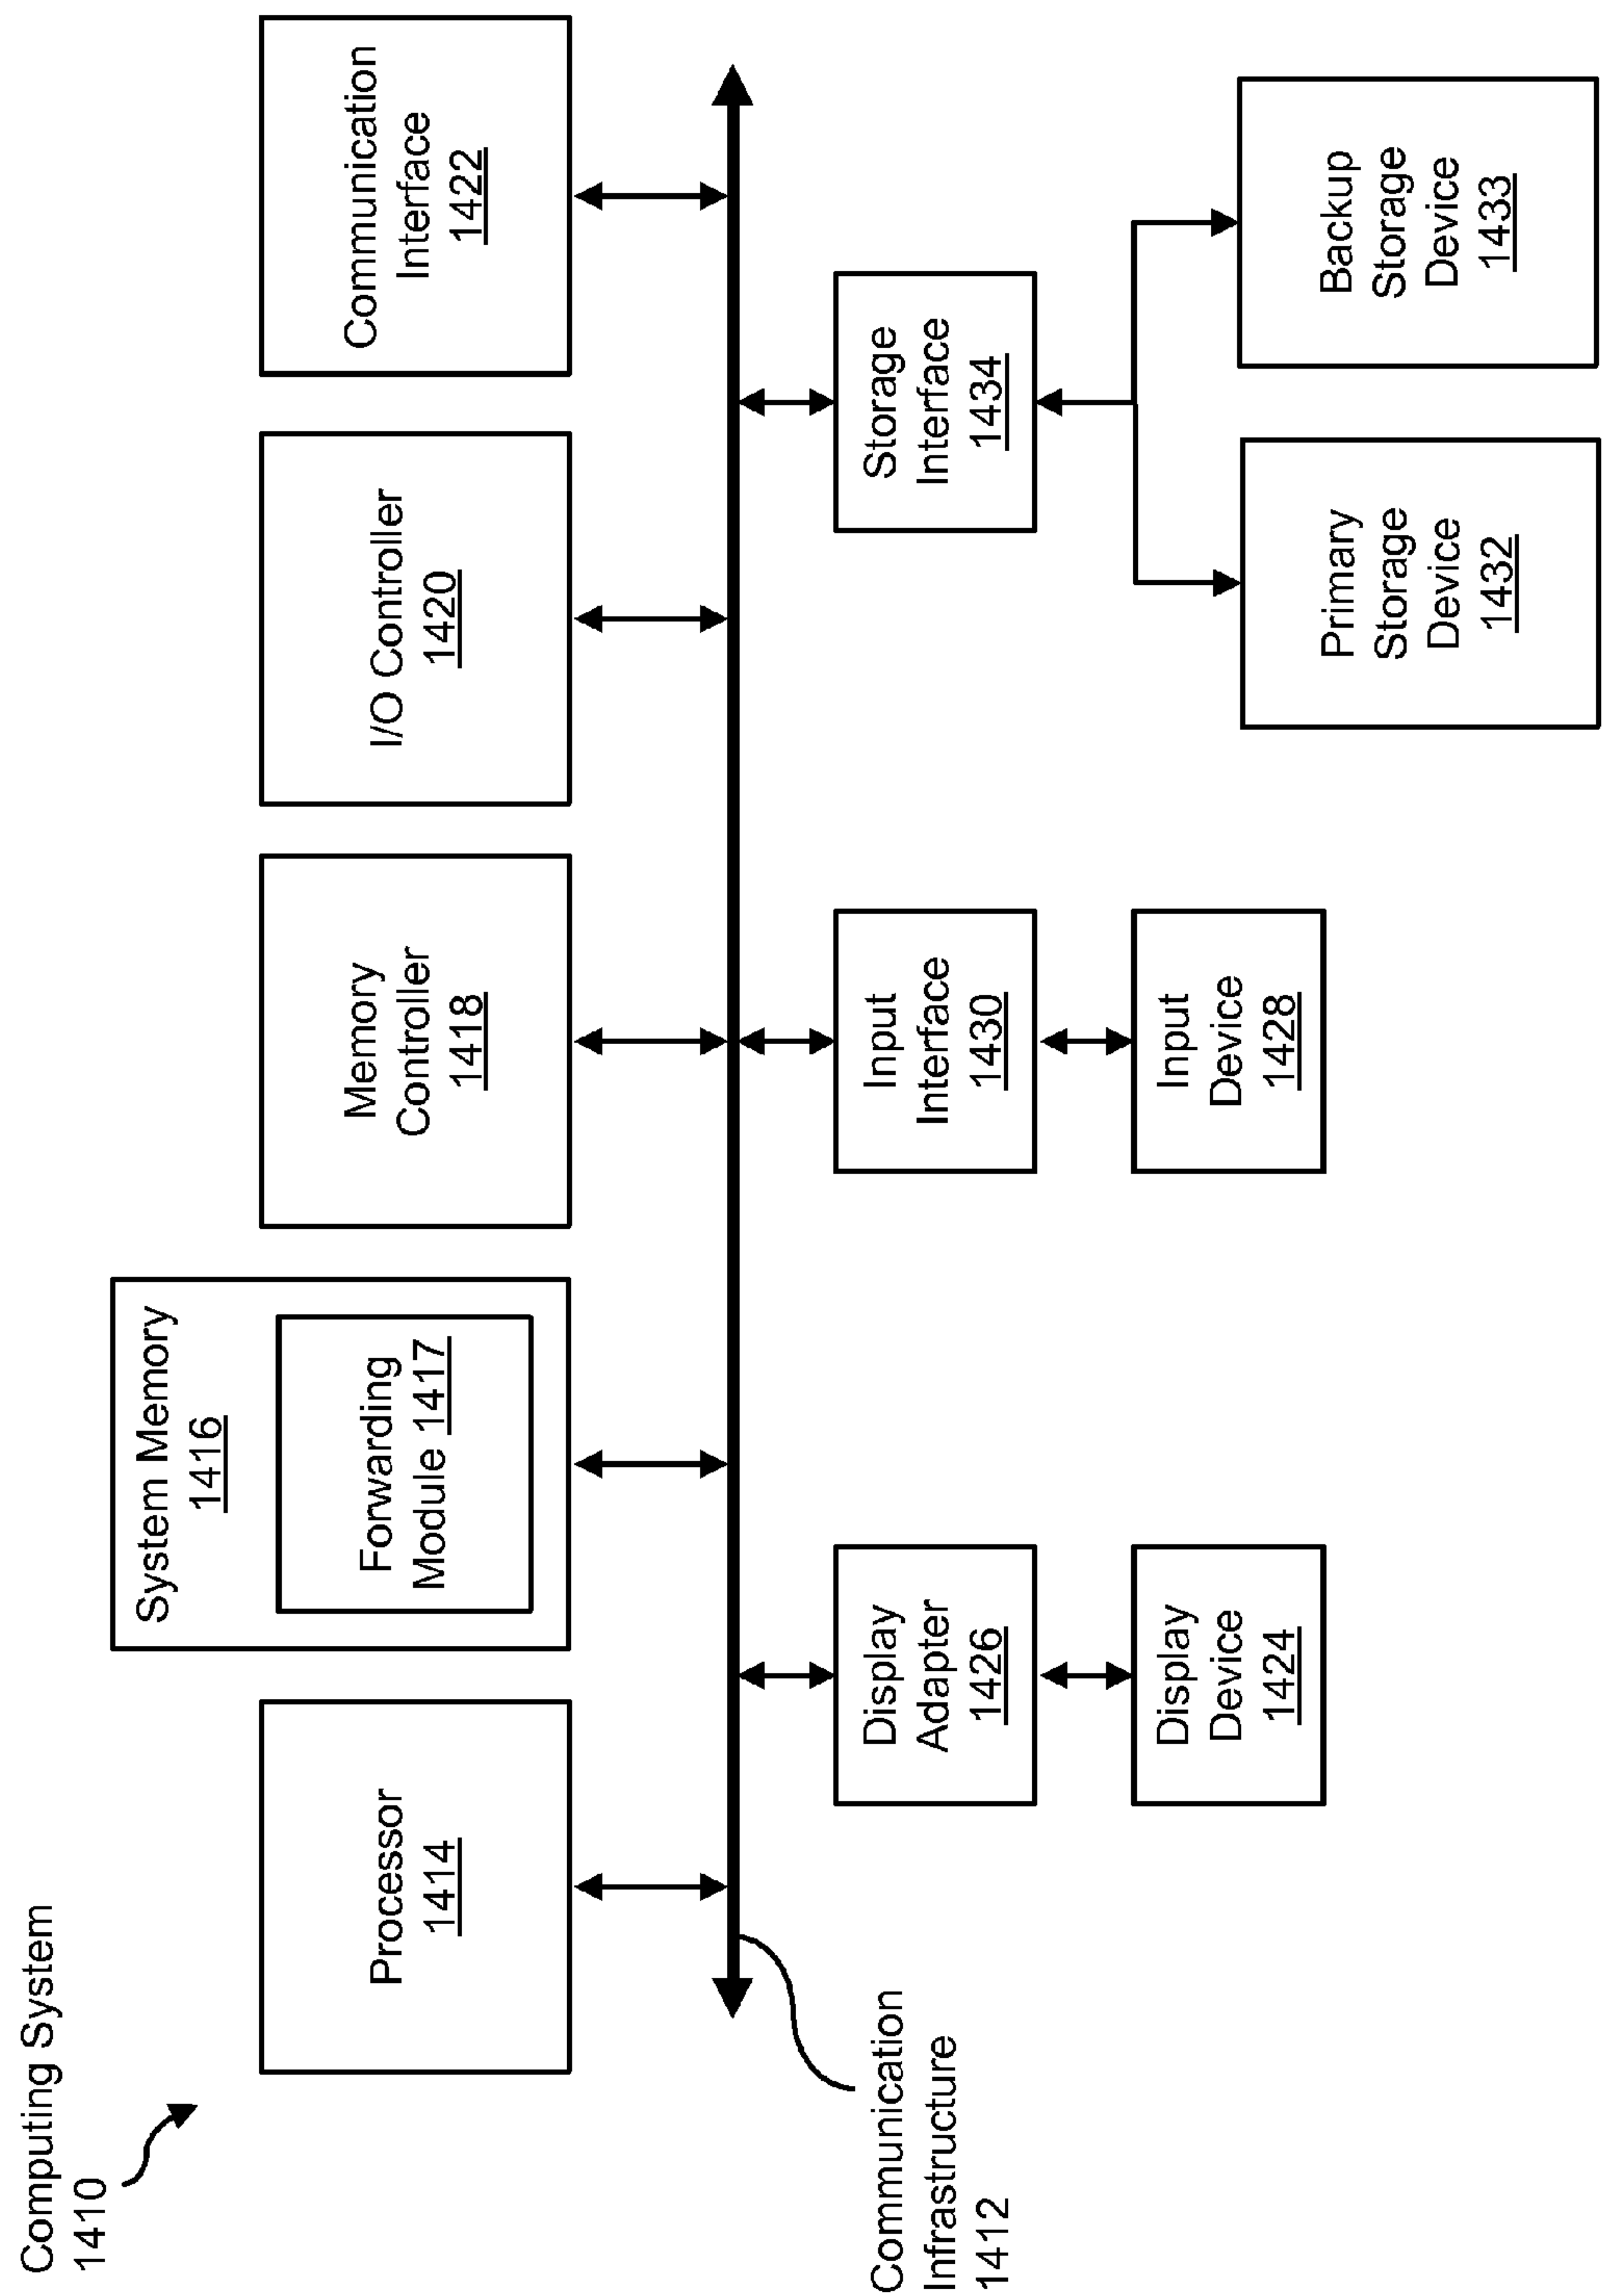 Computing System
1410
Processor
1414
System Memory
1416
Forwarding
Module 1417
Memory
Controller
1418
I/O Controller
1420
Communication
Interface
1422
Communication
Infrastructure
1412
Display
Adapter
1426
Input
Interface
1430
Storage
Interface
1434
Display
Device
1424
Input
Device
1428
Primary
Storage
Device
1432
Backup
Storage
Device
1433